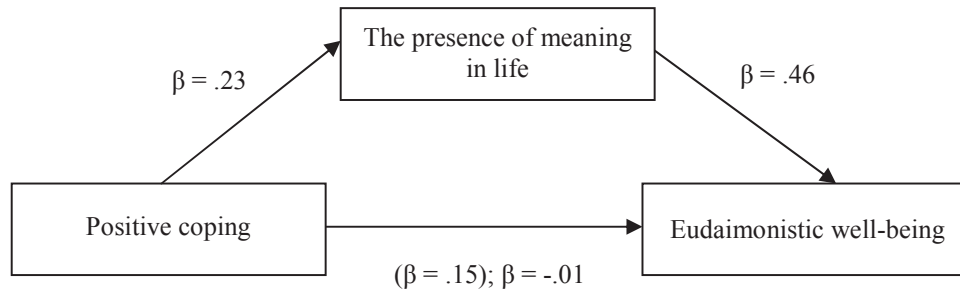 The presence of meaning
in life
β = .23
β = .46
Positive coping
Eudaimonistic well-being
(β = .15); β = -.01